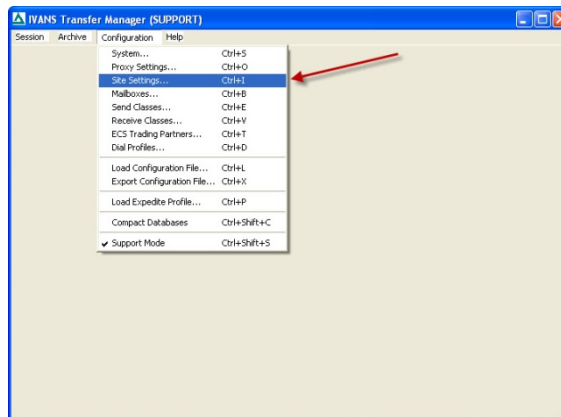 IVANS Transfer Manager (SUPPORT)
Session Archive Configuration Help
System... Ctrl+S
Proxy Settings... Ctrl+O
Site Settings... Ctrl+I
Mailboxes... Ctrl+B
Send Classes... Ctrl+E
Receive Classes... Ctrl+V
ECS Trading Partners... Ctrl+T
Dial Profiles... Ctrl+D
Load Configuration File... Ctrl+L
Export Configuration File... Ctrl+X
Load Expedite Profile... Ctrl+P
Compact Databases Ctrl+Shift+C
Support Mode Ctrl+Shift+S